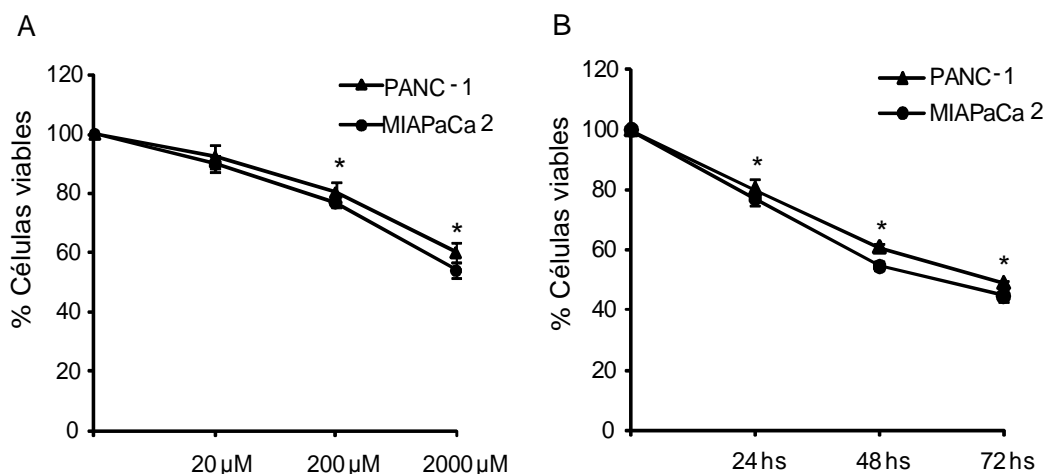 A
% Células viables
120
100
80
60
40
20
0
PANC-1
MIAPaCa 2
*
*
20 µM
200 µM
2000 µM
B
% Células viables
120
100
80
60
40
20
0
PANC-1
MIAPaCa 2
*
*
*
24 hs
48 hs
72 hs